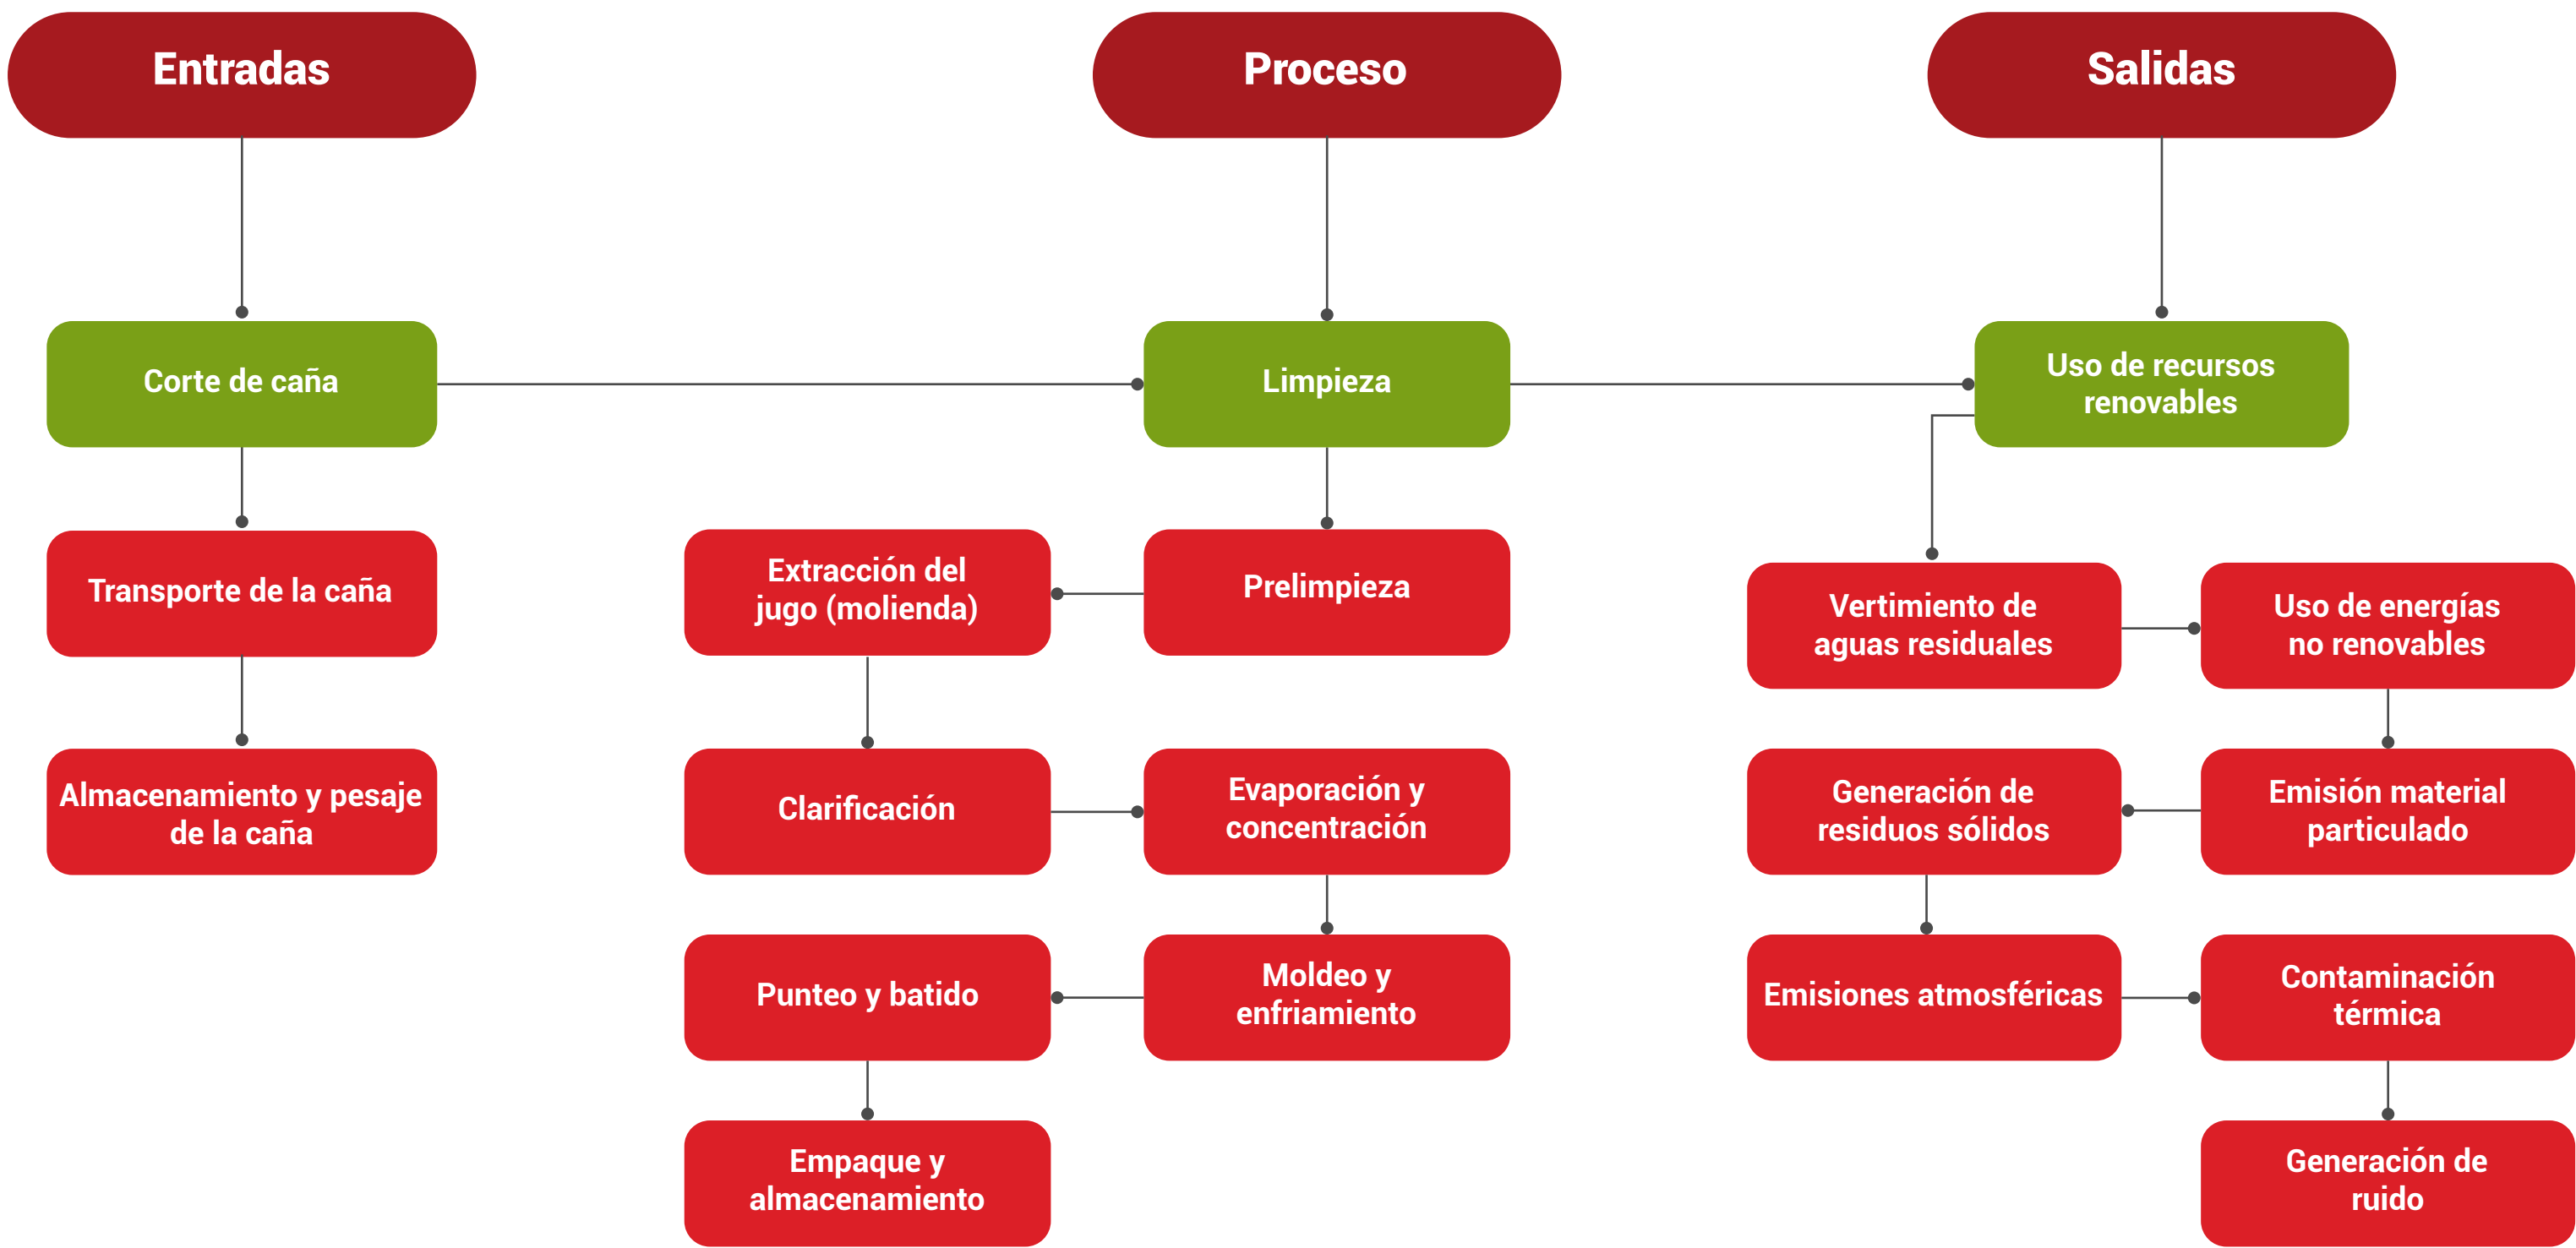 Entradas
Proceso
Salidas
Corte de caña
Limpieza
Uso de recursos
renovables
Transporte de la caña
Almacenamiento y pesaje
de la caña
Prelimpieza
Extracción del
jugo (molienda)
Clarificación
Evaporación y
concentración
Moldeo y
enfriamiento
Punteo y batido
Empaque y
almacenamiento
Vertimiento de
aguas residuales
Uso de energías
no renovables
Emisión material
particulado
Generación de
residuos sólidos
Emisiones atmosféricas
Contaminación
térmica
Generación de
ruido